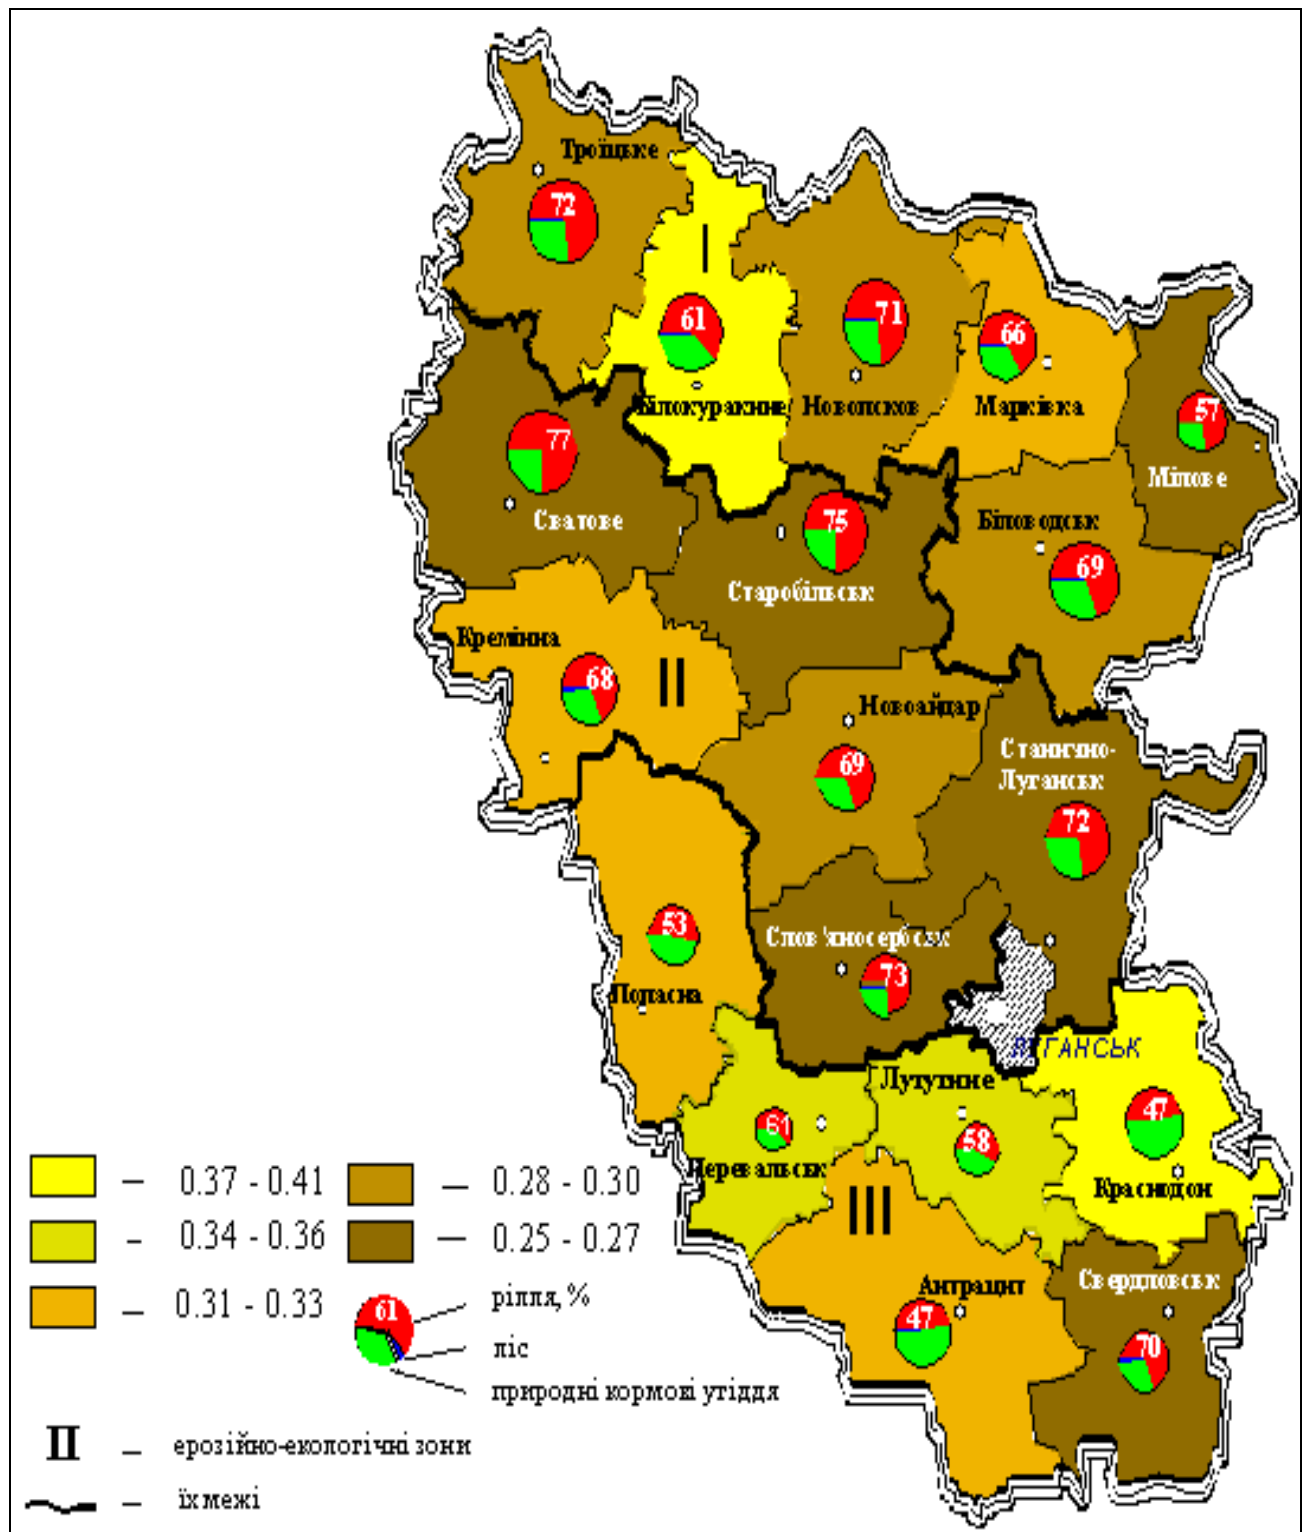 Троїцьке
72
I
61
71
66
Білокуракине
Новопсков
Марківка
57
Мілове
77
Сватове
75
Старобільськ
Біловодськ
69
Кремінна
68
II
Новоайдар
69
Станично-
Луганськ
72
53
Попасна
Слов'яносербськ
73
ЛУГАНСЬК
Лутугине
61
58
47
Перевальськ
Краснодон
III
Антрацит
47
Свердловськ
70
0.37 - 0.41
0.28 - 0.30
0.34 - 0.36
0.25 - 0.27
0.31 - 0.33
61
рілля, %
ліс
природні кормові угіддя
II – ерозійно-екологічні зони
– їх межі